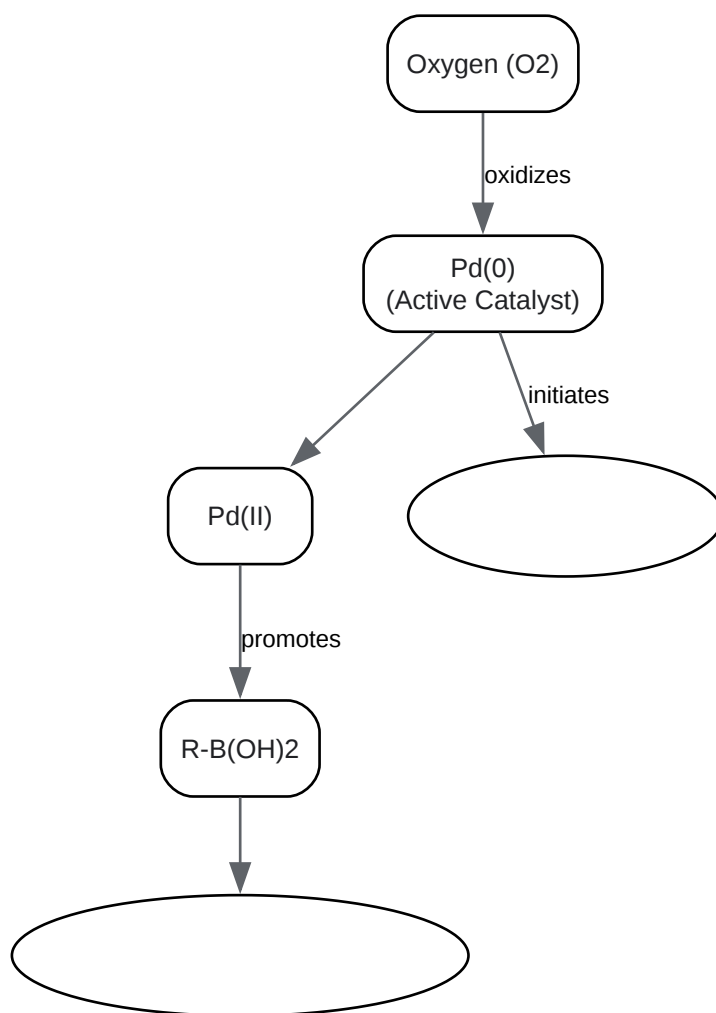 Oxygen (O2)
oxidizes
Pd(0)
(Active Catalyst)
initiates
Pd(II)
promotes
R-B(OH)2